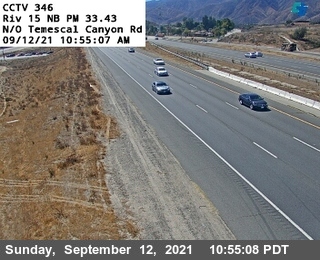 CCTV 346
Riv 15 NB PM 33.43
N/O Temescal Canyon Rd
09/12/21 10:55:07 AM
Sunday, September 12, 2021 10:55:08 PDT